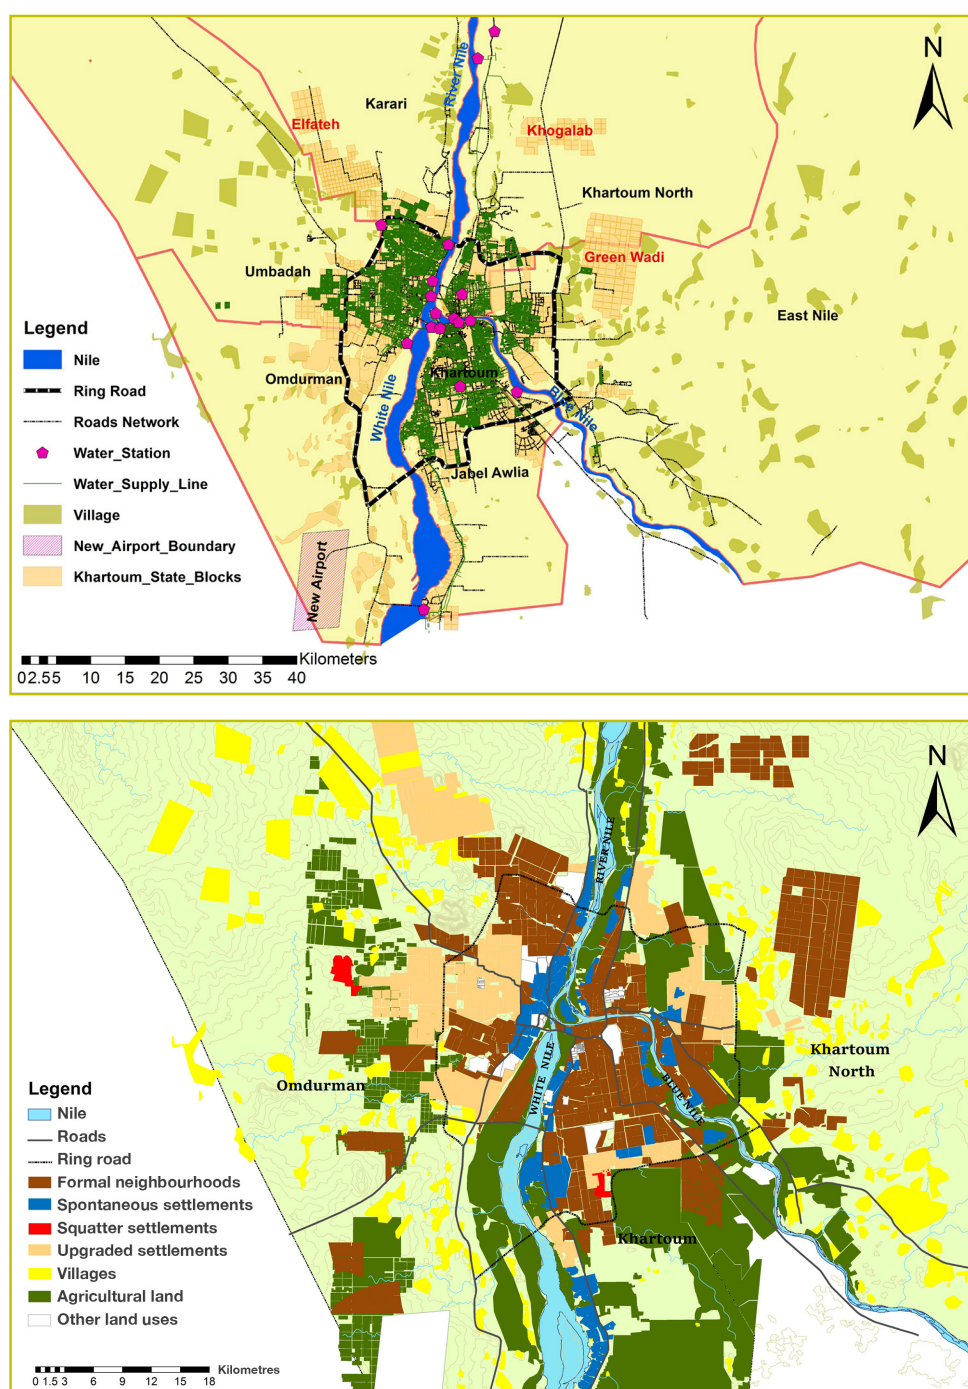 N
River Nile
Karari
Elfateh
Khogalab
Khartoum North
Green Wadi
Umbadah
East Nile
Omdurman
Khartoum
White Nile
Blue Nile
Jabel Awlia
New Airport
Legend
Nile
Ring Road
Roads Network
Water_Station
Water_Supply_Line
Village
New_Airport_Boundary
Khartoum_State_Blocks
Kilometers
02.55 10 15 20 25 30 35 40
N
RIVER NILE
Khartoum
North
Omdurman
WHITE NILE
BLUE NILE
Khartoum
Legend
Nile
Roads
Ring road
Formal neighbourhoods
Spontaneous settlements
Squatter settlements
Upgraded settlements
Villages
Agricultural land
Other land uses
Kilometres
0 1.5 3 6 9 12 15 18